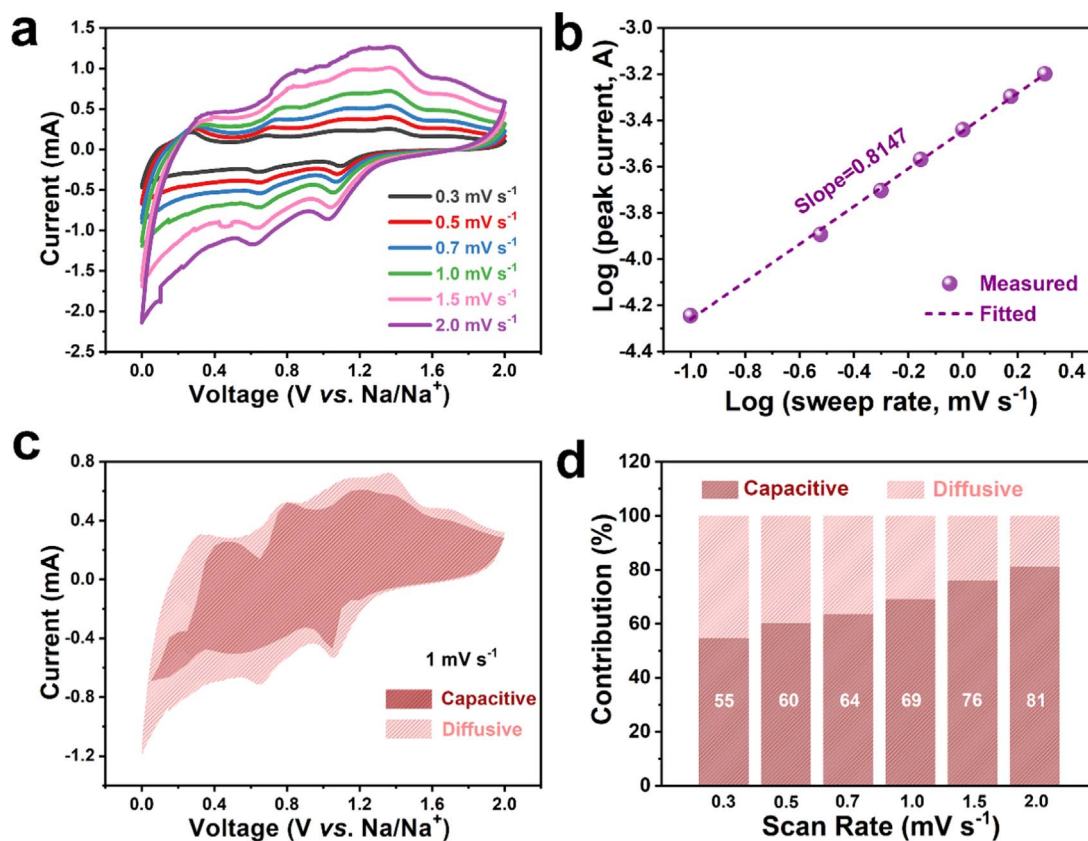 a
1.5
1.0
0.5
0.0
-0.5
-1.0
-1.5
-2.0
-2.5
Current (mA)
0.3 mV s⁻¹
0.5 mV s⁻¹
0.7 mV s⁻¹
1.0 mV s⁻¹
1.5 mV s⁻¹
2.0 mV s⁻¹
0.0 0.4 0.8 1.2 1.6 2.0
Voltage (V vs. Na/Na⁺)
b
-3.0
-3.2
-3.4
-3.6
-3.8
-4.0
-4.2
-4.4
Log (peak current, A)
Slope=0.8147
Measured
Fitted
-1.0 -0.8 -0.6 -0.4 -0.2 0.0 0.2 0.4
Log (sweep rate, mV s⁻¹)
c
0.8
0.4
0.0
-0.4
-0.8
-1.2
Current (mA)
1 mV s⁻¹
Capacitive
Diffusive
0.0 0.4 0.8 1.2 1.6 2.0
Voltage (V vs. Na/Na⁺)
d
120
100
80
60
40
20
0
Contribution (%)
Capacitive Diffusive
55 60 64 69 76 81
0.3 0.5 0.7 1.0 1.5 2.0
Scan Rate (mV s⁻¹)